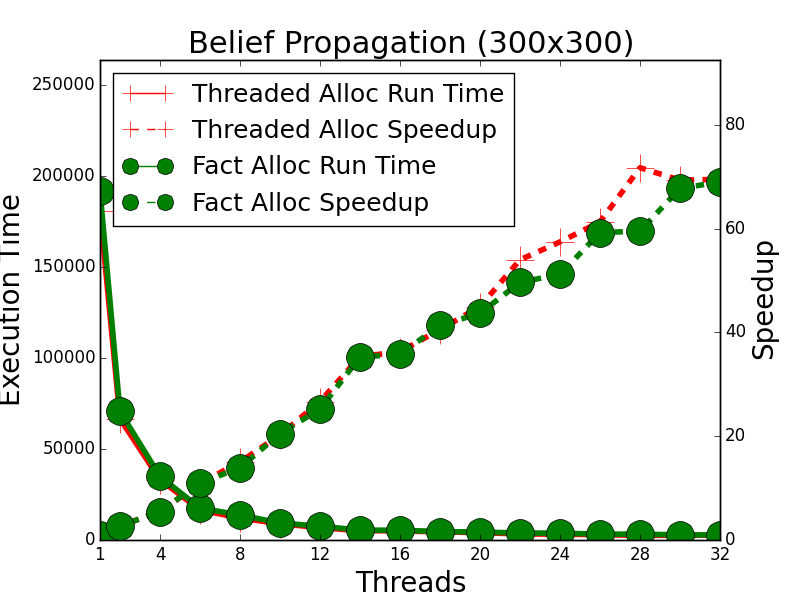 Belief Propagation (300x300)
Threaded Alloc Run Time
Threaded Alloc Speedup
Fact Alloc Run Time
Fact Alloc Speedup
Execution Time
250000
200000
150000
100000
50000
0
Speedup
80
60
40
20
0
1 4 8 12 16 20 24 28 32
Threads